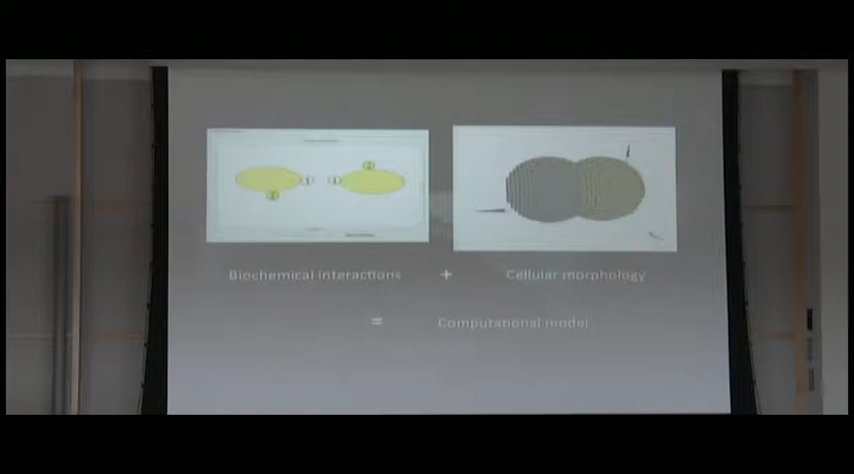 Biochemical interactions + Cellular morphology
= Computational model